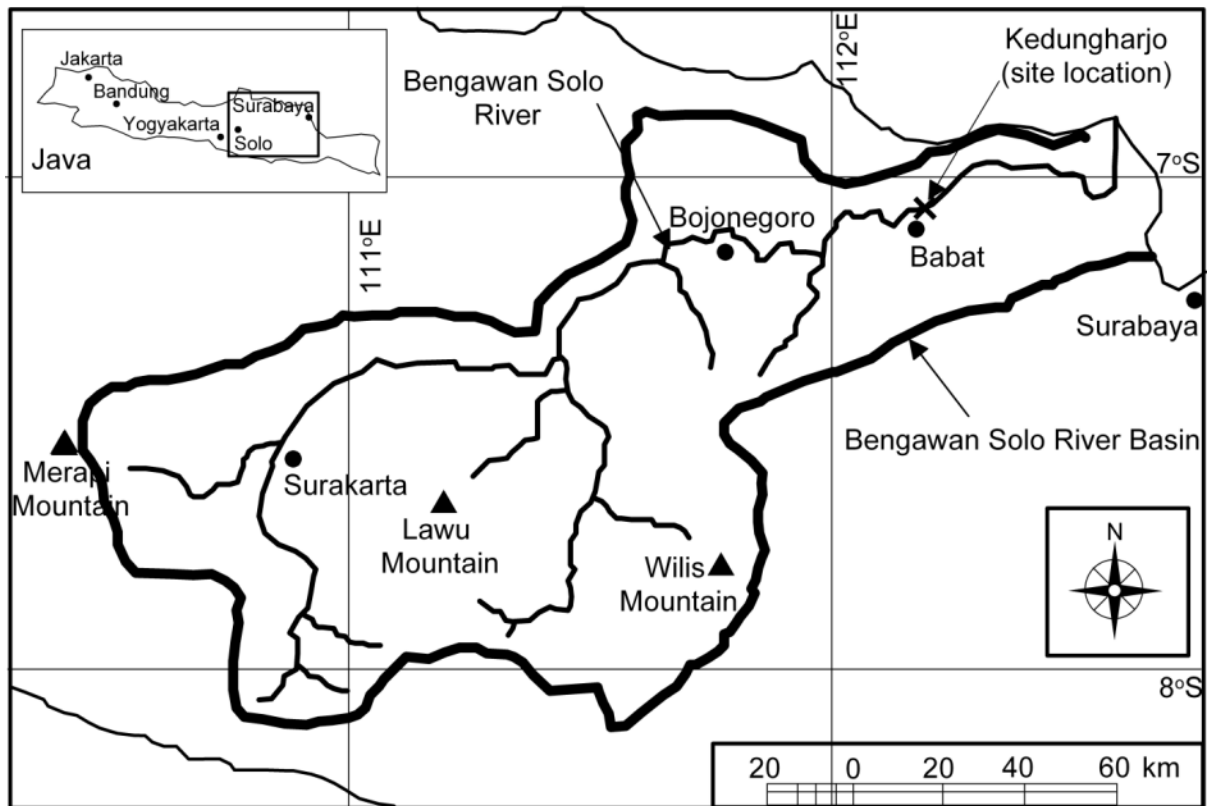 Jakarta
Bandung
Surabaya
Yogyakarta
Solo
Java
111°E
Bengawan Solo
River
112°E
Kedungharjo
(site location)
7°S
Bojonegoro
Babat
Surabaya
Bengawan Solo River Basin
Merapi
Mountain
Surakarta
Lawu
Mountain
Wilis
Mountain
N
8°S
20 0 20 40 60 km